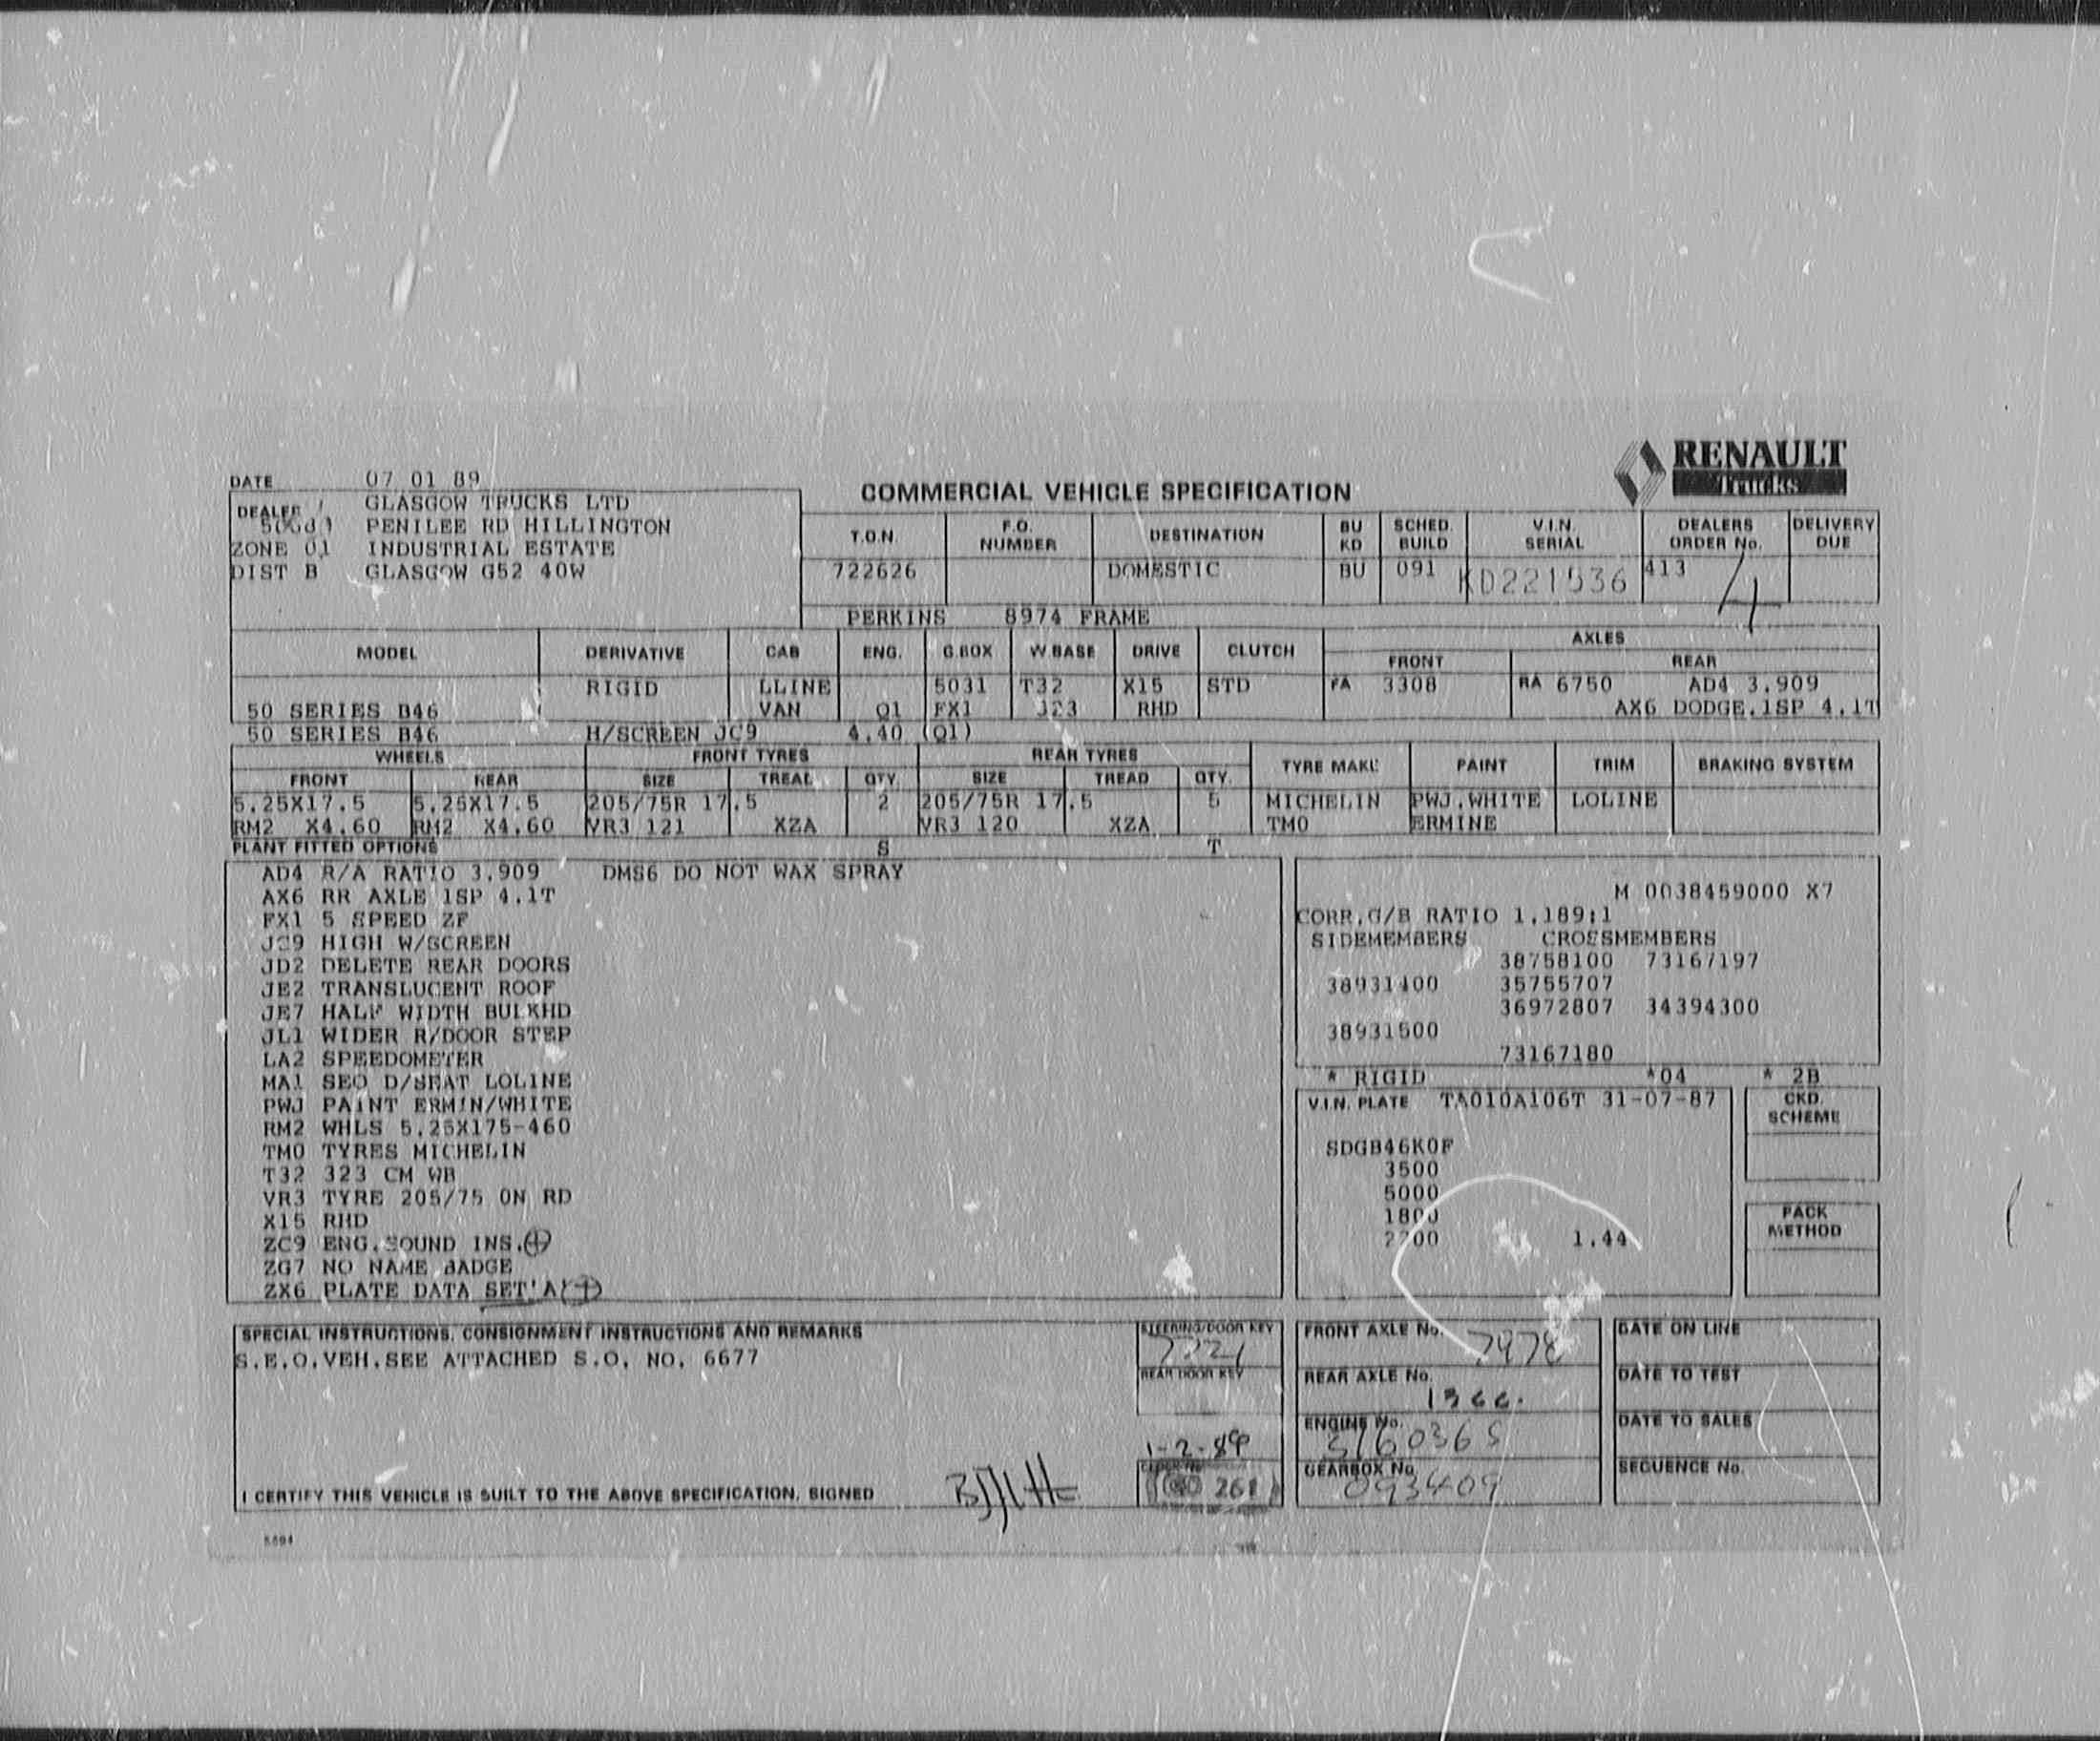 RENAULT
Trucks
DATE 07 01 89
COMMERCIAL VEHICLE SPECIFICATION
DEALER GLASGOW TRUCKS LTD
PENILEE RD HILLINGTON
ZONE 01 INDUSTRIAL ESTATE
DIST B GLASGOW G52 4OW
T.O.N. F.O. NUMBER DESTINATION BU KD SCHED. BUILD V.I.N. SERIAL DEALERS ORDER No. DELIVERY DUE
722626 DOMESTIC BU 091 KD221536 413 4
PERKINS 8974 FRAME
MODEL DERIVATIVE CAB ENG. G.BOX W.BASE DRIVE CLUTCH AXLES
FRONT REAR
RIGID LLINE 5031 T32 X15 STD FA 3308 RA 6750 AD4 3.909
50 SERIES B46 VAN Q1 FX1 323 RHD AX6 DODGE.1SP 4.1T
50 SERIES B46 H/SCREEN JC9 4.40 (Q1)
WHEELS FRONT TYRES REAR TYRES TYRE MAKE PAINT TRIM BRAKING SYSTEM
FRONT REAR SIZE TREAD QTY. SIZE TREAD QTY.
5.25X17.5 5.25X17.5 205/75R 17.5 2 205/75R 17.5 5 MICHELIN PWJ.WHITE LOLINE
RM2 X4.60 RM2 X4.60 VR3 121 XZA VR3 120 XZA TMO ERMINE
PLANT FITTED OPTIONS S T
AD4 R/A RATIO 3.909 DMS6 DO NOT WAX SPRAY
AX6 RR AXLE 1SP 4.1T
FX1 5 SPEED ZF
JC9 HIGH W/SCREEN
JD2 DELETE REAR DOORS
JE2 TRANSLUCENT ROOF
JE7 HALF WIDTH BULKHD
JL1 WIDER R/DOOR STEP
LA2 SPEEDOMETER
MA1 SEO D/SEAT LOLINE
PWJ PAINT ERMIN/WHITE
RM2 WHLS 5.25X175-460
TMO TYRES MICHELIN
T32 323 CM WB
VR3 TYRE 205/75 ON RD
X15 RHD
ZC9 ENG.SOUND INS.
ZG7 NO NAME BADGE
ZX6 PLATE DATA SET'A'
M 0038459000 X7
CORR.G/B RATIO 1.189:1
SIDEMEMBERS CROSSMEMBERS
38758100 73167197
38931400 35755707
36972807 34394300
38931500
73167180
* RIGID *04 * 2B
V.I.N. PLATE TA010A106T 31-07-87
CKD. SCHEME
SDGB46K0F
3500
5000
1800
2700 1.44
PACK METHOD
SPECIAL INSTRUCTIONS, CONSIGNMENT INSTRUCTIONS AND REMARKS
S.E.O.VEH.SEE ATTACHED S.O. NO. 6677
STEERING/DOOR KEY
REAR DOOR KEY
1-2-89
261
I CERTIFY THIS VEHICLE IS BUILT TO THE ABOVE SPECIFICATION. SIGNED
FRONT AXLE No. 7978
REAR AXLE No. 1366.
ENGINE No. S160365
GEARBOX No. 093409
DATE ON LINE
DATE TO TEST
DATE TO SALES
SEQUENCE No.